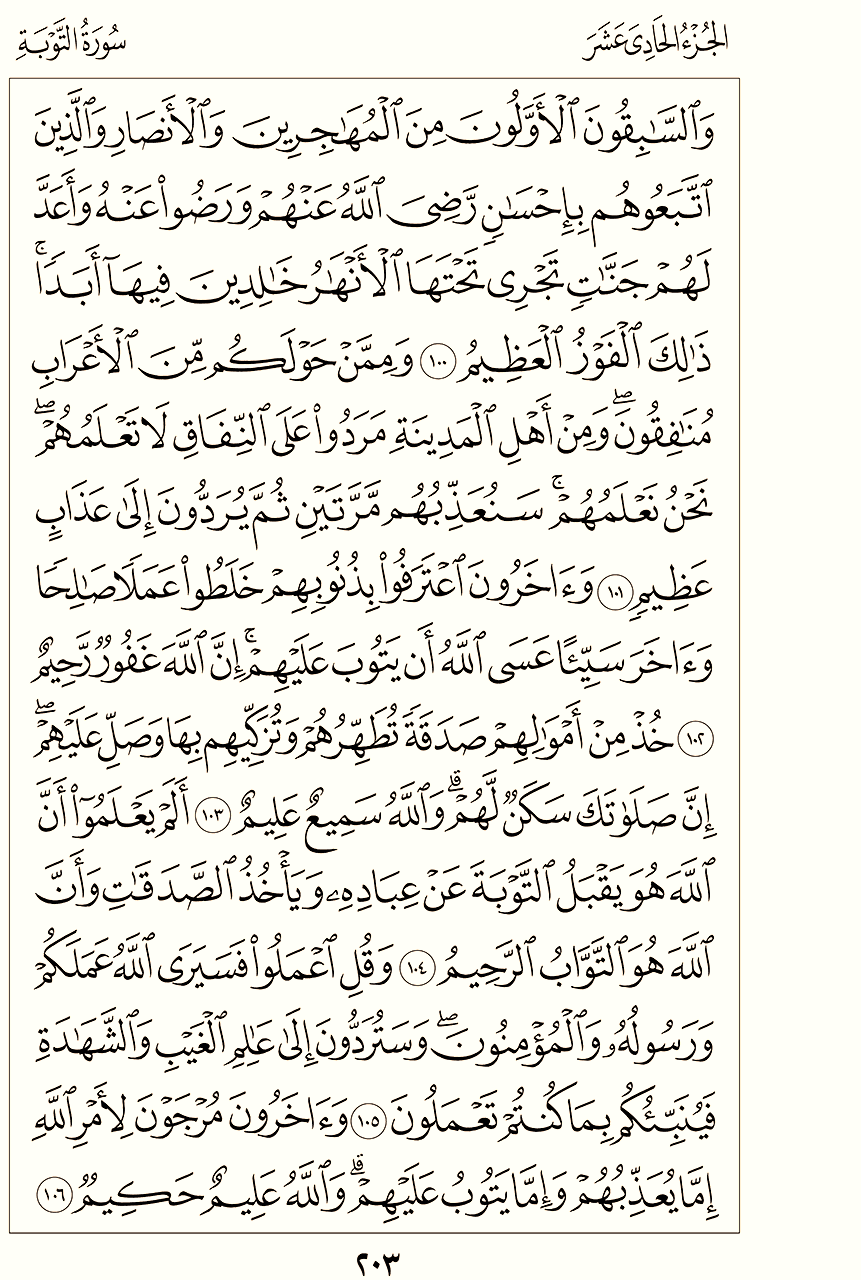 الجُزْءُ الحَادِي عَشَرَ
سُورَةُ التَّوْبَةِ
وَٱلسَّٰبِقُونَ ٱلْأَوَّلُونَ مِنَ ٱلْمُهَٰجِرِينَ وَٱلْأَنصَارِ وَٱلَّذِينَ
ٱتَّبَعُوهُم بِإِحْسَٰنٍ رَّضِىَ ٱللَّهُ عَنْهُمْ وَرَضُوا۟ عَنْهُ وَأَعَدَّ
لَهُمْ جَنَّٰتٍ تَجْرِى تَحْتَهَا ٱلْأَنْهَٰرُ خَٰلِدِينَ فِيهَآ أَبَدًا ۚ
ذَٰلِكَ ٱلْفَوْزُ ٱلْعَظِيمُ ١٠٠ وَمِمَّنْ حَوْلَكُم مِّنَ ٱلْأَعْرَابِ
مُنَٰفِقُونَ ۖ وَمِنْ أَهْلِ ٱلْمَدِينَةِ مَرَدُوا۟ عَلَى ٱلنِّفَاقِ لَا تَعْلَمُهُمْ ۖ
نَحْنُ نَعْلَمُهُمْ ۚ سَنُعَذِّبُهُم مَّرَّتَيْنِ ثُمَّ يُرَدُّونَ إِلَىٰ عَذَابٍ
عَظِيمٍ ١٠١ وَءَاخَرُونَ ٱعْتَرَفُوا۟ بِذُنُوبِهِمْ خَلَطُوا۟ عَمَلًا صَٰلِحًا
وَءَاخَرَ سَيِّئًا عَسَى ٱللَّهُ أَن يَتُوبَ عَلَيْهِمْ ۚ إِنَّ ٱللَّهَ غَفُورٌ رَّحِيمٌ
١٠٢ خُذْ مِنْ أَمْوَٰلِهِمْ صَدَقَةً تُطَهِّرُهُمْ وَتُزَكِّيهِم بِهَا وَصَلِّ عَلَيْهِمْ ۖ
إِنَّ صَلَوٰتَكَ سَكَنٌ لَّهُمْ ۗ وَٱللَّهُ سَمِيعٌ عَلِيمٌ ١٠٣ أَلَمْ يَعْلَمُوٓا۟ أَنَّ
ٱللَّهَ هُوَ يَقْبَلُ ٱلتَّوْبَةَ عَنْ عِبَادِهِۦ وَيَأْخُذُ ٱلصَّدَقَٰتِ وَأَنَّ
ٱللَّهَ هُوَ ٱلتَّوَّابُ ٱلرَّحِيمُ ١٠٤ وَقُلِ ٱعْمَلُوا۟ فَسَيَرَى ٱللَّهُ عَمَلَكُمْ
وَرَسُولُهُۥ وَٱلْمُؤْمِنُونَ ۖ وَسَتُرَدُّونَ إِلَىٰ عَٰلِمِ ٱلْغَيْبِ وَٱلشَّهَٰدَةِ
فَيُنَبِّئُكُم بِمَا كُنتُمْ تَعْمَلُونَ ١٠٥ وَءَاخَرُونَ مُرْجَوْنَ لِأَمْرِ ٱللَّهِ
إِمَّا يُعَذِّبُهُمْ وَإِمَّا يَتُوبُ عَلَيْهِمْ ۗ وَٱللَّهُ عَلِيمٌ حَكِيمٌ ١٠٦
٢٠٣